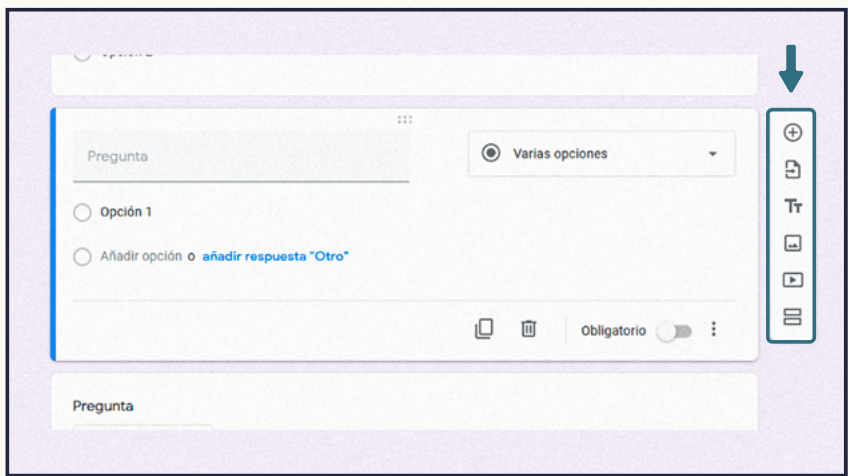 Pregunta
Varias opciones
Opción 1
Añadir opción o añadir respuesta "Otro"
Obligatorio
Pregunta